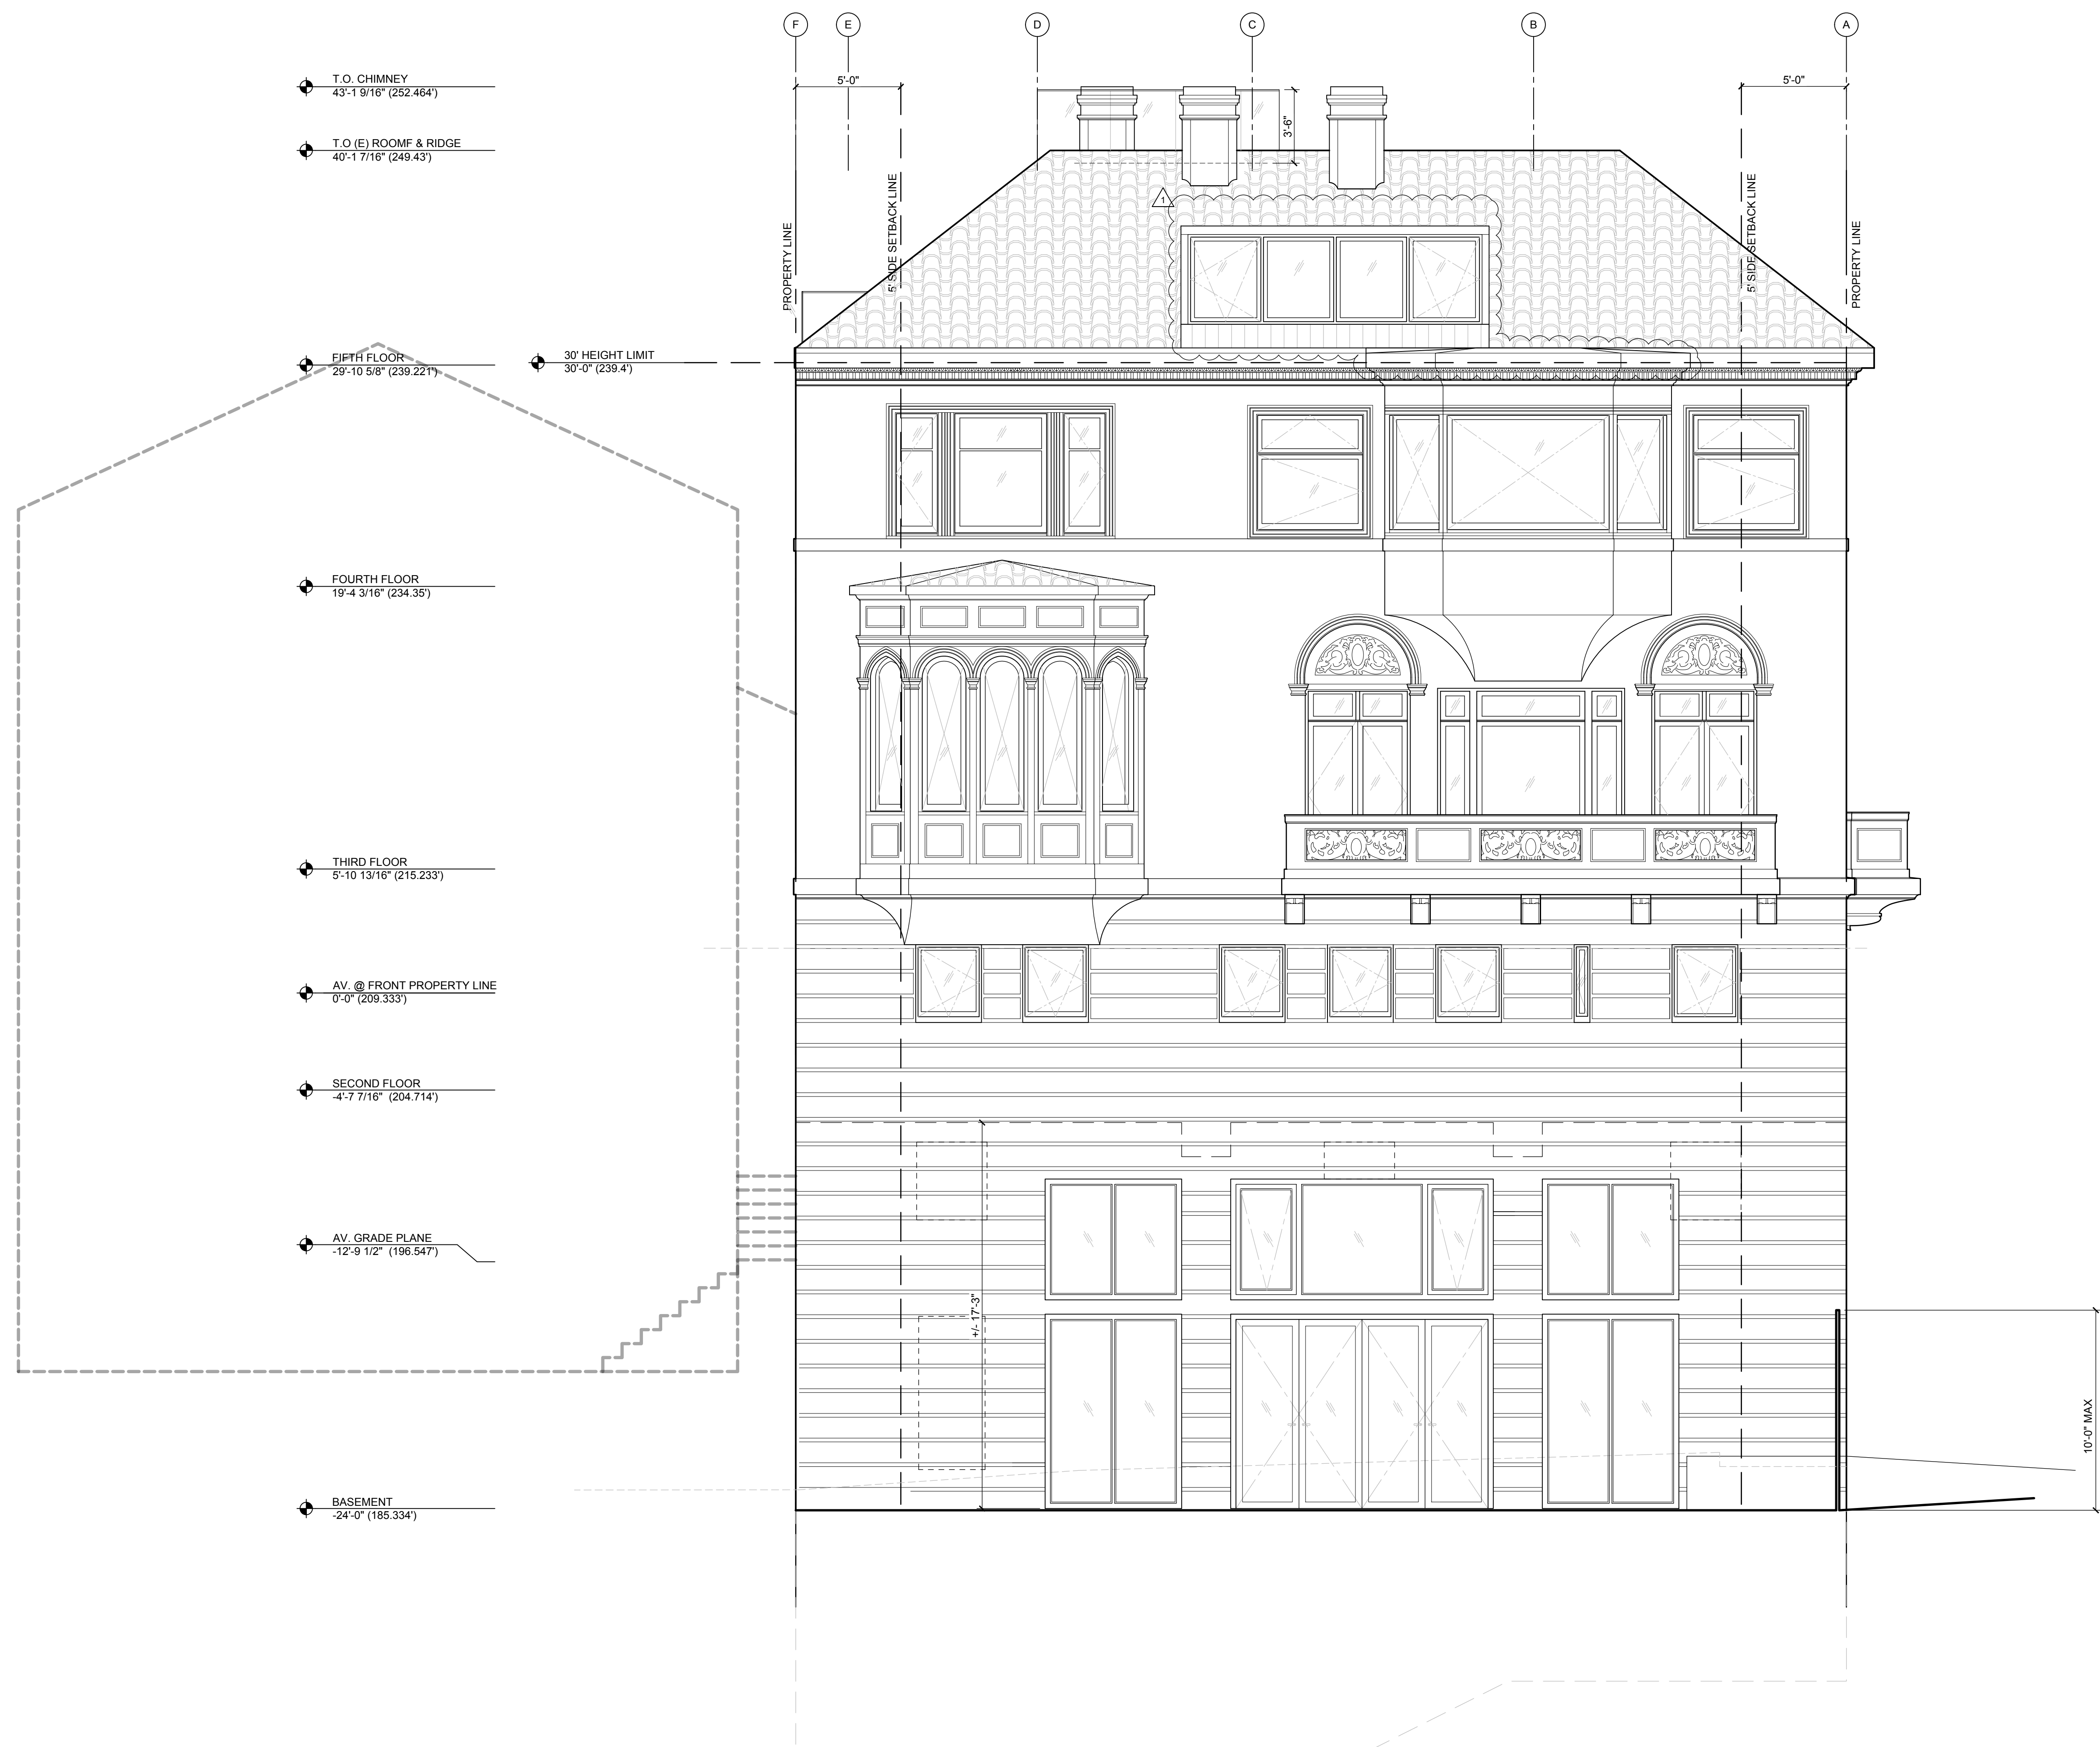 F E D C B A
5'-0" 5'-0"
T.O. CHIMNEY
43'-1 9/16" (252.464')
3'-6"
T.O (E) ROOMF & RIDGE
40'-1 7/16" (249.43')
1
PROPERTY LINE
5' SIDE SETBACK LINE
5' SIDE SETBACK LINE
PROPERTY LINE
FIFTH FLOOR
29'-10 5/8" (239.221')
30' HEIGHT LIMIT
30'-0" (239.4')
FOURTH FLOOR
19'-4 3/16" (234.35')
THIRD FLOOR
5'-10 13/16" (215.233')
AV. @ FRONT PROPERTY LINE
0'-0" (209.333')
SECOND FLOOR
-4'-7 7/16" (204.714')
AV. GRADE PLANE
-12'-9 1/2" (196.547')
+/- 17'-3"
10'-0" MAX
BASEMENT
-24'-0" (185.334')